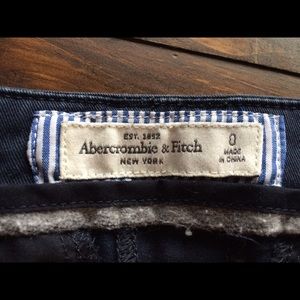 EST. 1892
Abercrombie & Fitch
NEW YORK
0
MADE
IN CHINA